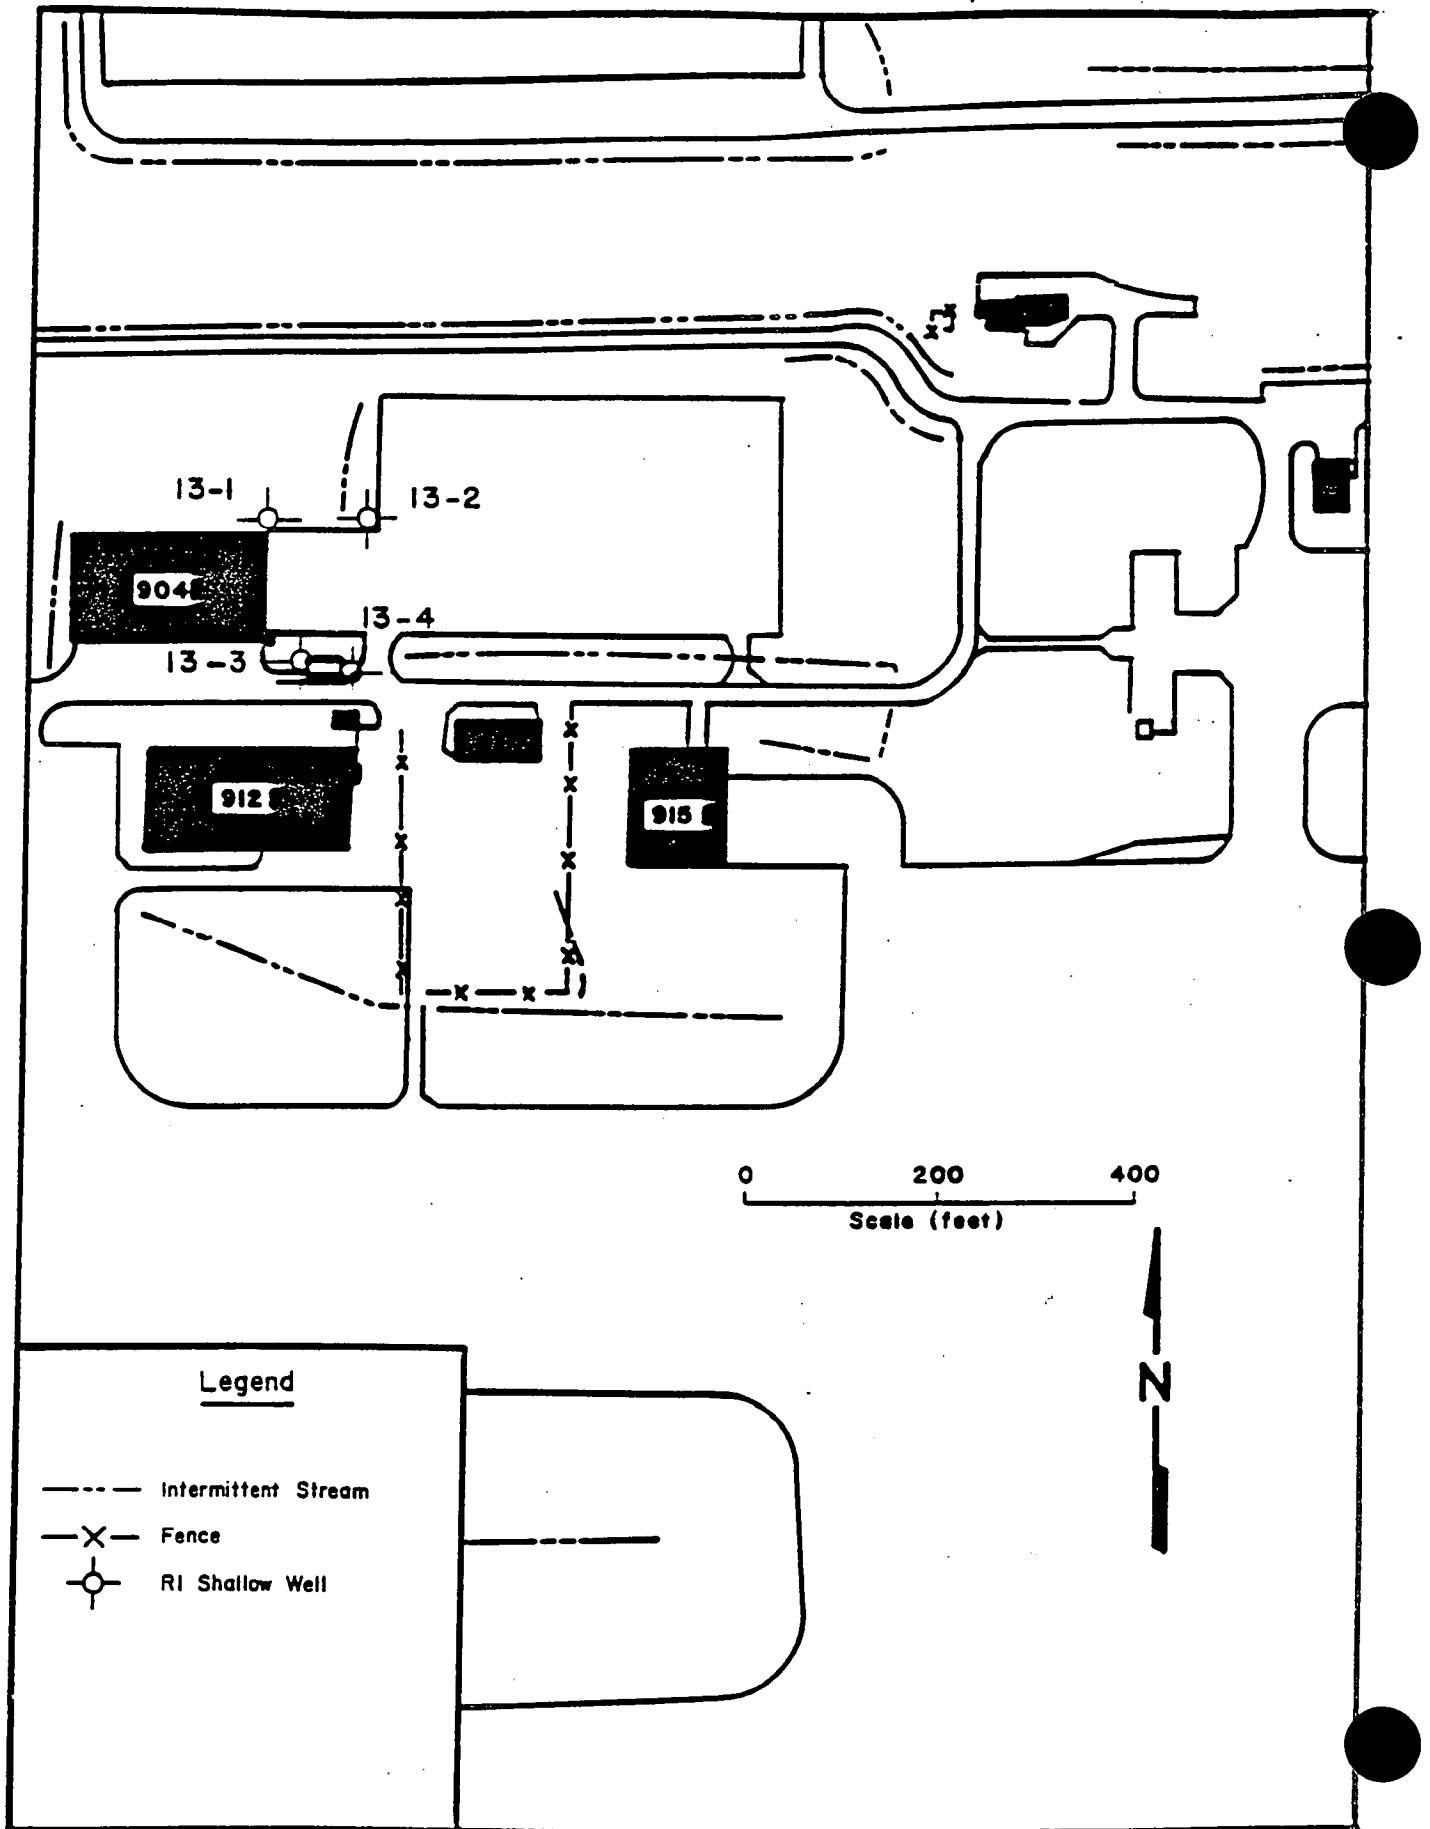 13-1
13-2
904
13-4
13-3
912
915
0 200 400
Scale (feet)
N
Legend
Intermittent Stream
Fence
RI Shallow Well